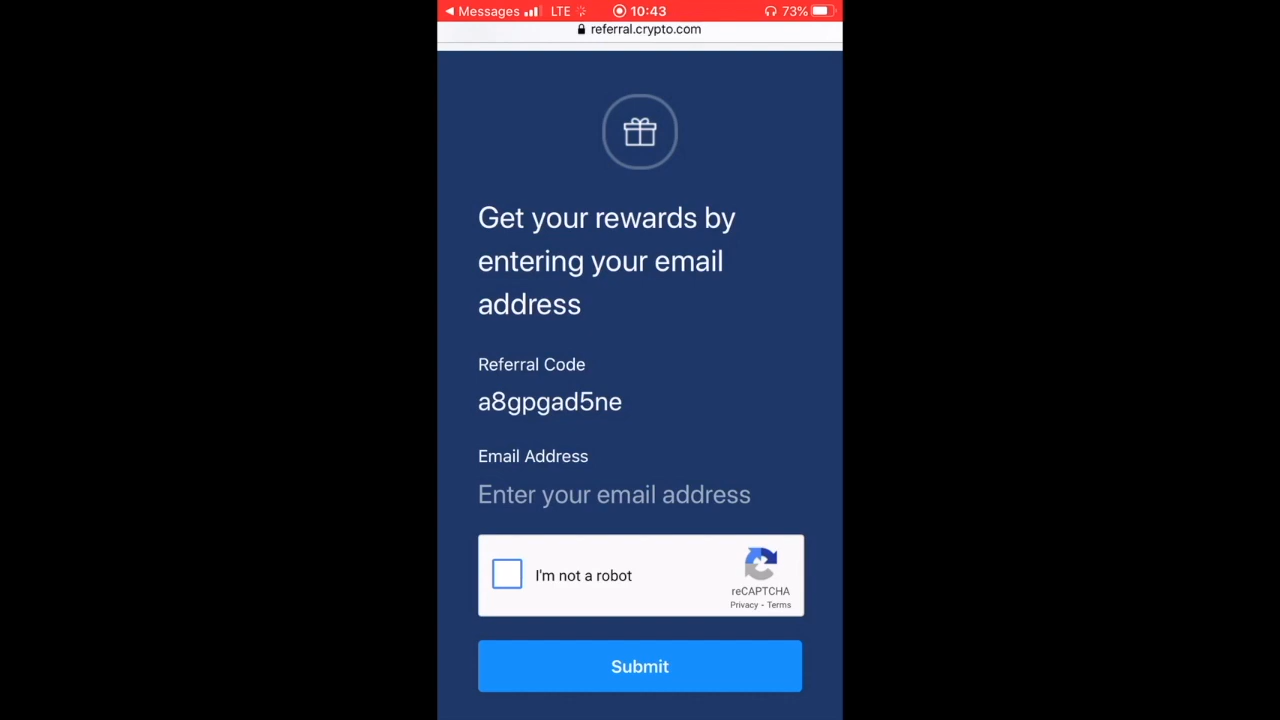 Messages LTE 10:43 73%
referral.crypto.com
Get your rewards by
entering your email
address
Referral Code
a8gpgad5ne
Email Address
Enter your email address
I'm not a robot
reCAPTCHA
Privacy - Terms
Submit